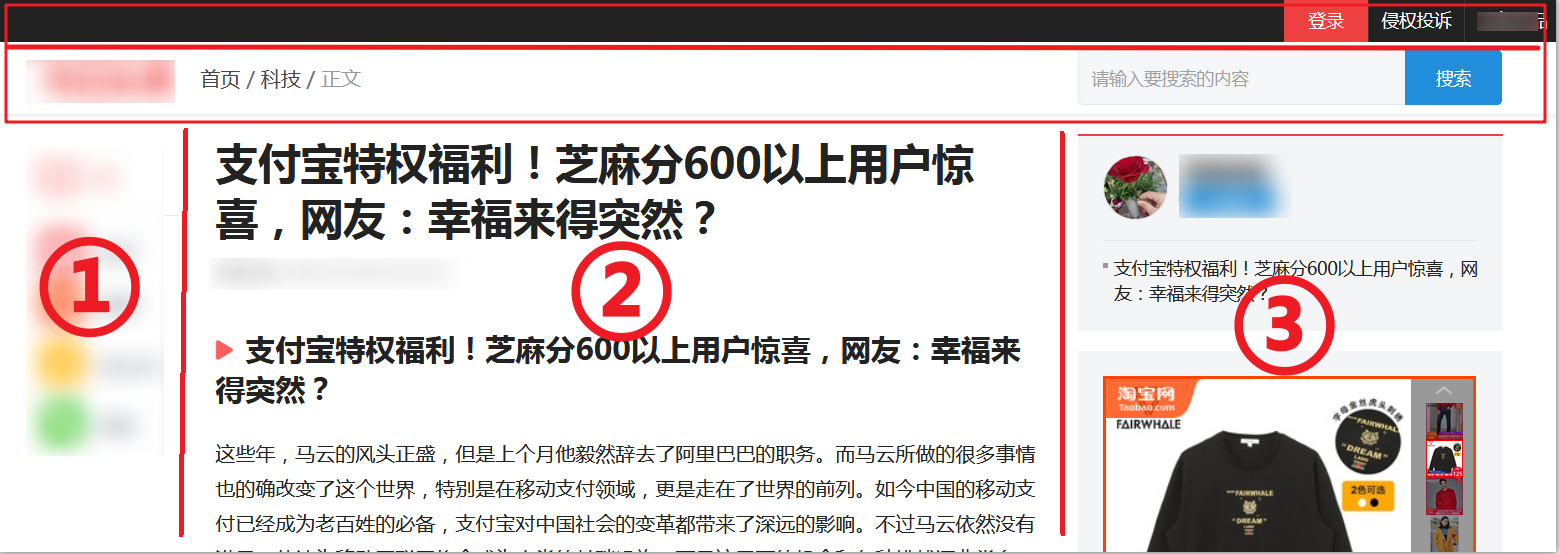 登录 侵权投诉
首页 / 科技 / 正文
请输入要搜索的内容 搜索
支付宝特权福利！芝麻分600以上用户惊
喜，网友：幸福来得突然？
▶ 支付宝特权福利！芝麻分600以上用户惊喜，网友：幸福来
得突然？
这些年，马云的风头正盛，但是上个月他毅然辞去了阿里巴巴的职务。而马云所做的很多事情
也的确改变了这个世界，特别是在移动支付领域，更是走在了世界的前列。如今中国的移动支
付已经成为老百姓的必备，支付宝对中国社会的变革都带来了深远的影响。不过马云依然没有
①
②
③
支付宝特权福利！芝麻分600以上用户惊喜，网
友：幸福来得突然？
淘宝网
Taobao.com
FAIRWHALE
字母金丝虎头刺绣
FAIRWHALE
DREAM
LAND
2色可选
FAIRWHALE
DREAM